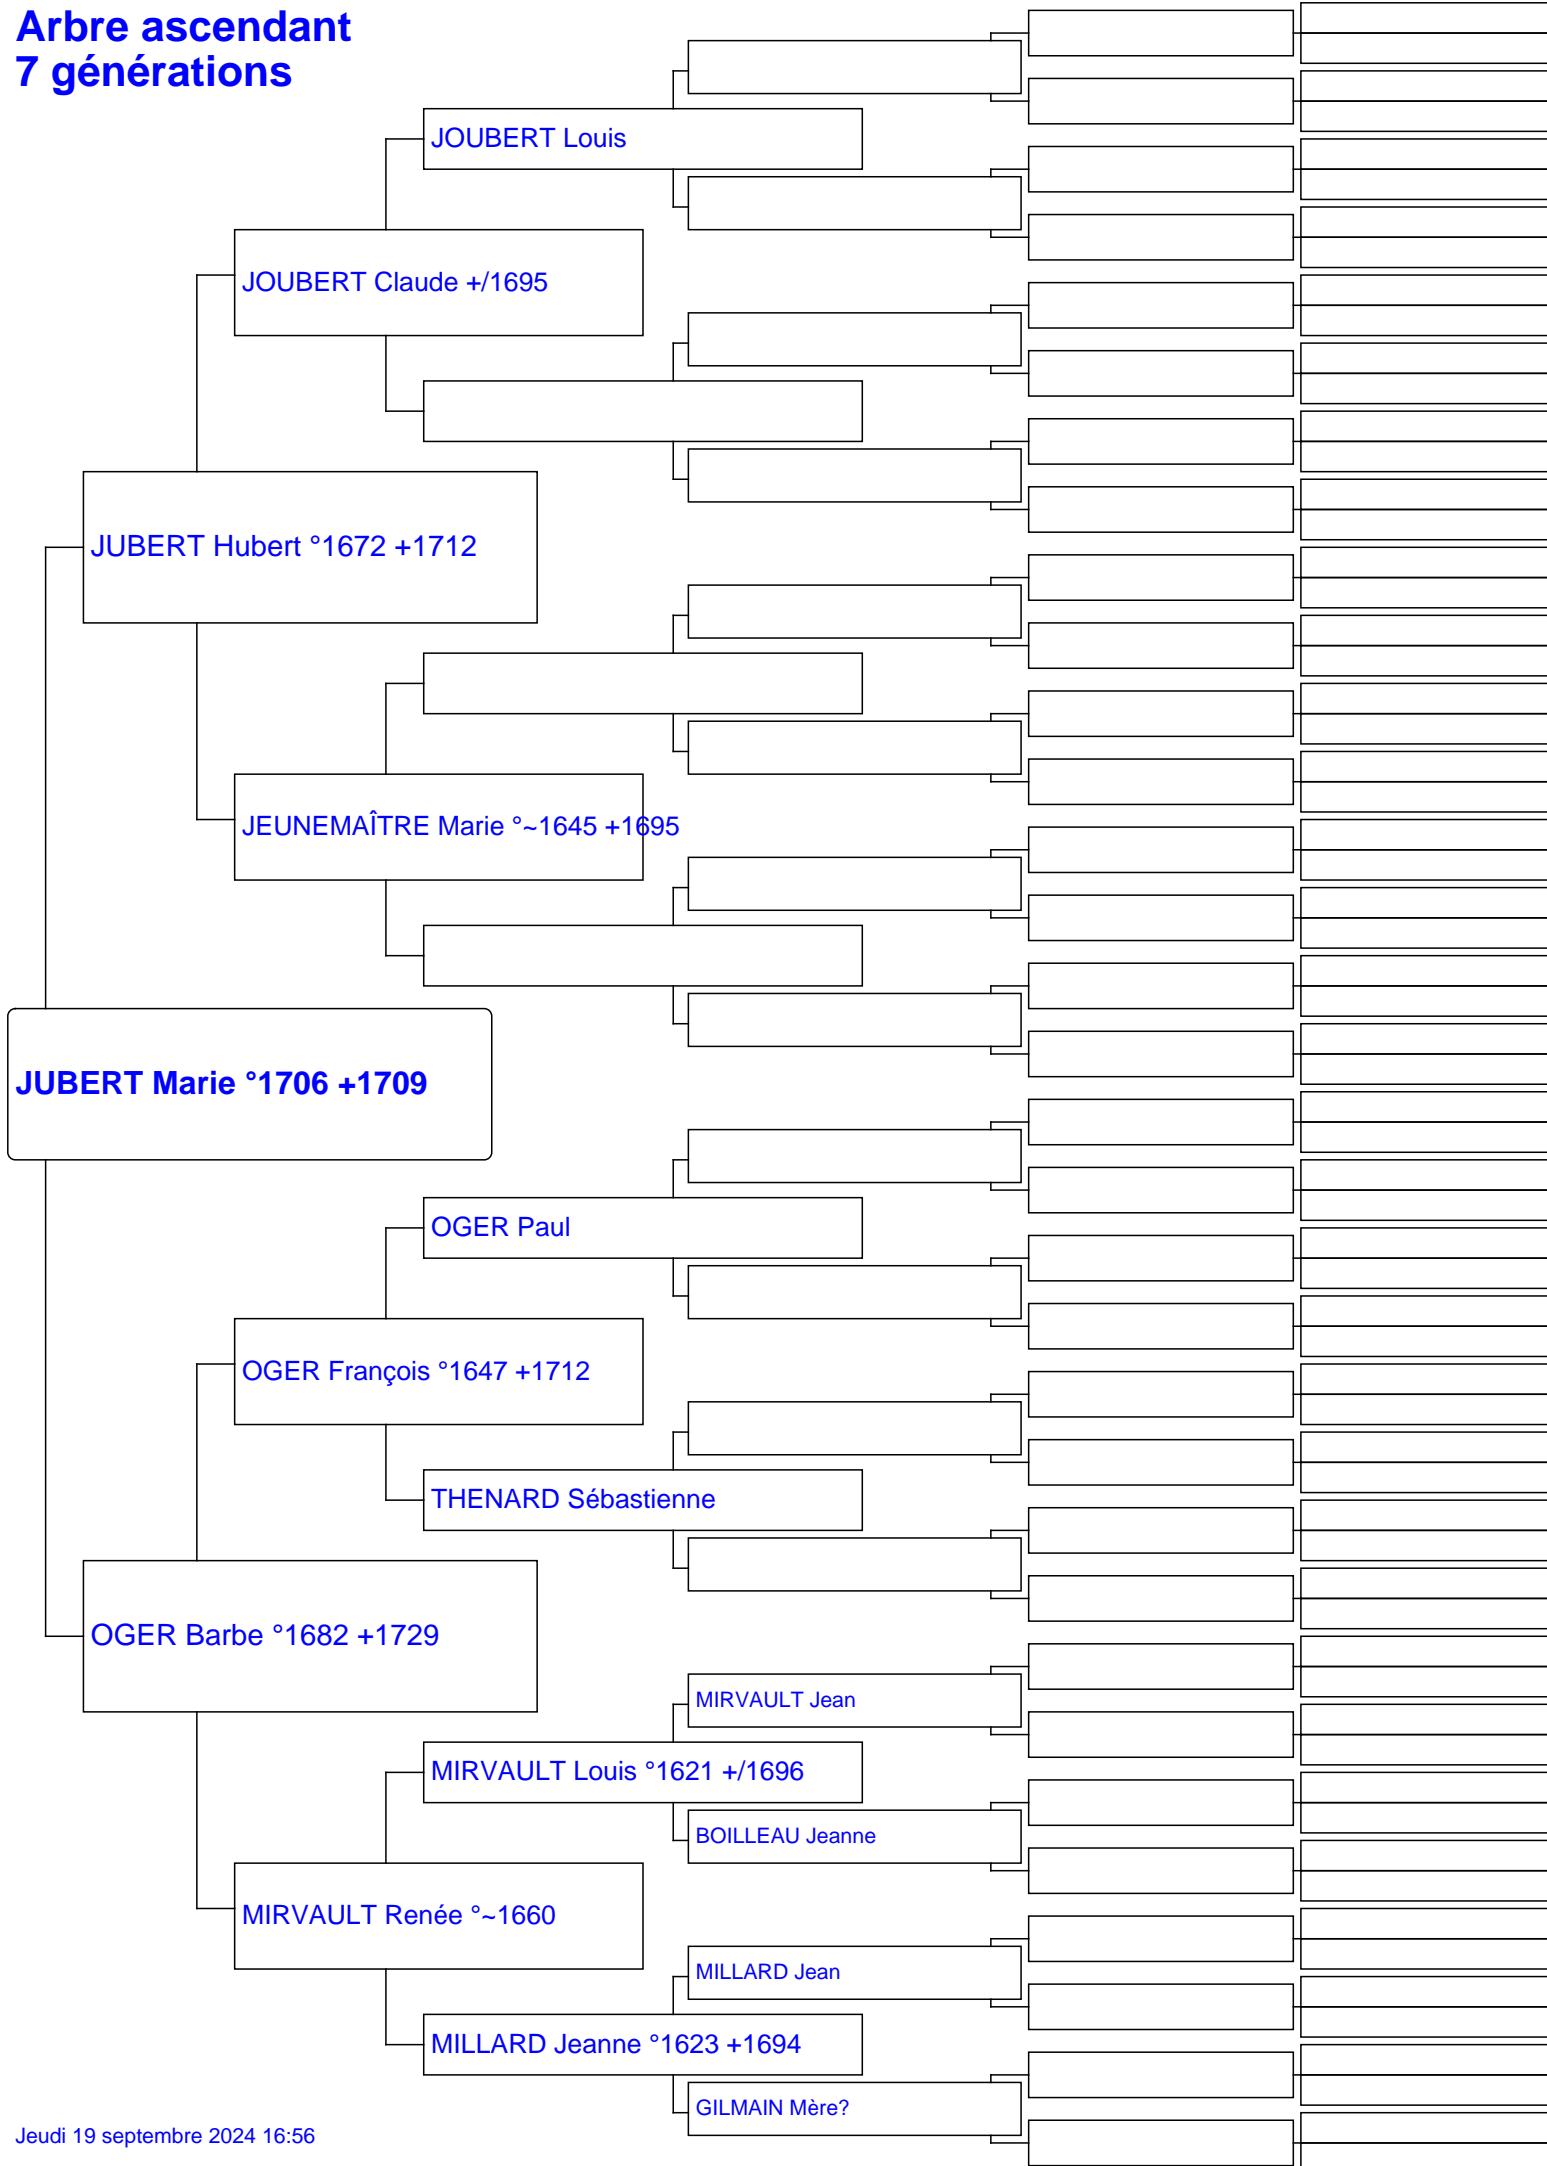 Arbre ascendant
7 générations
JOUBERT Louis
JOUBERT Claude +/1695
JUBERT Hubert °1672 +1712
JEUNEMAÎTRE Marie °~1645 +1695
JUBERT Marie °1706 +1709
OGER Paul
OGER François °1647 +1712
THENARD Sébastienne
OGER Barbe °1682 +1729
MIRVAULT Jean
MIRVAULT Louis °1621 +/1696
BOILLEAU Jeanne
MIRVAULT Renée °~1660
MILLARD Jean
MILLARD Jeanne °1623 +1694
GILMAIN Mère?
Jeudi 19 septembre 2024 16:56